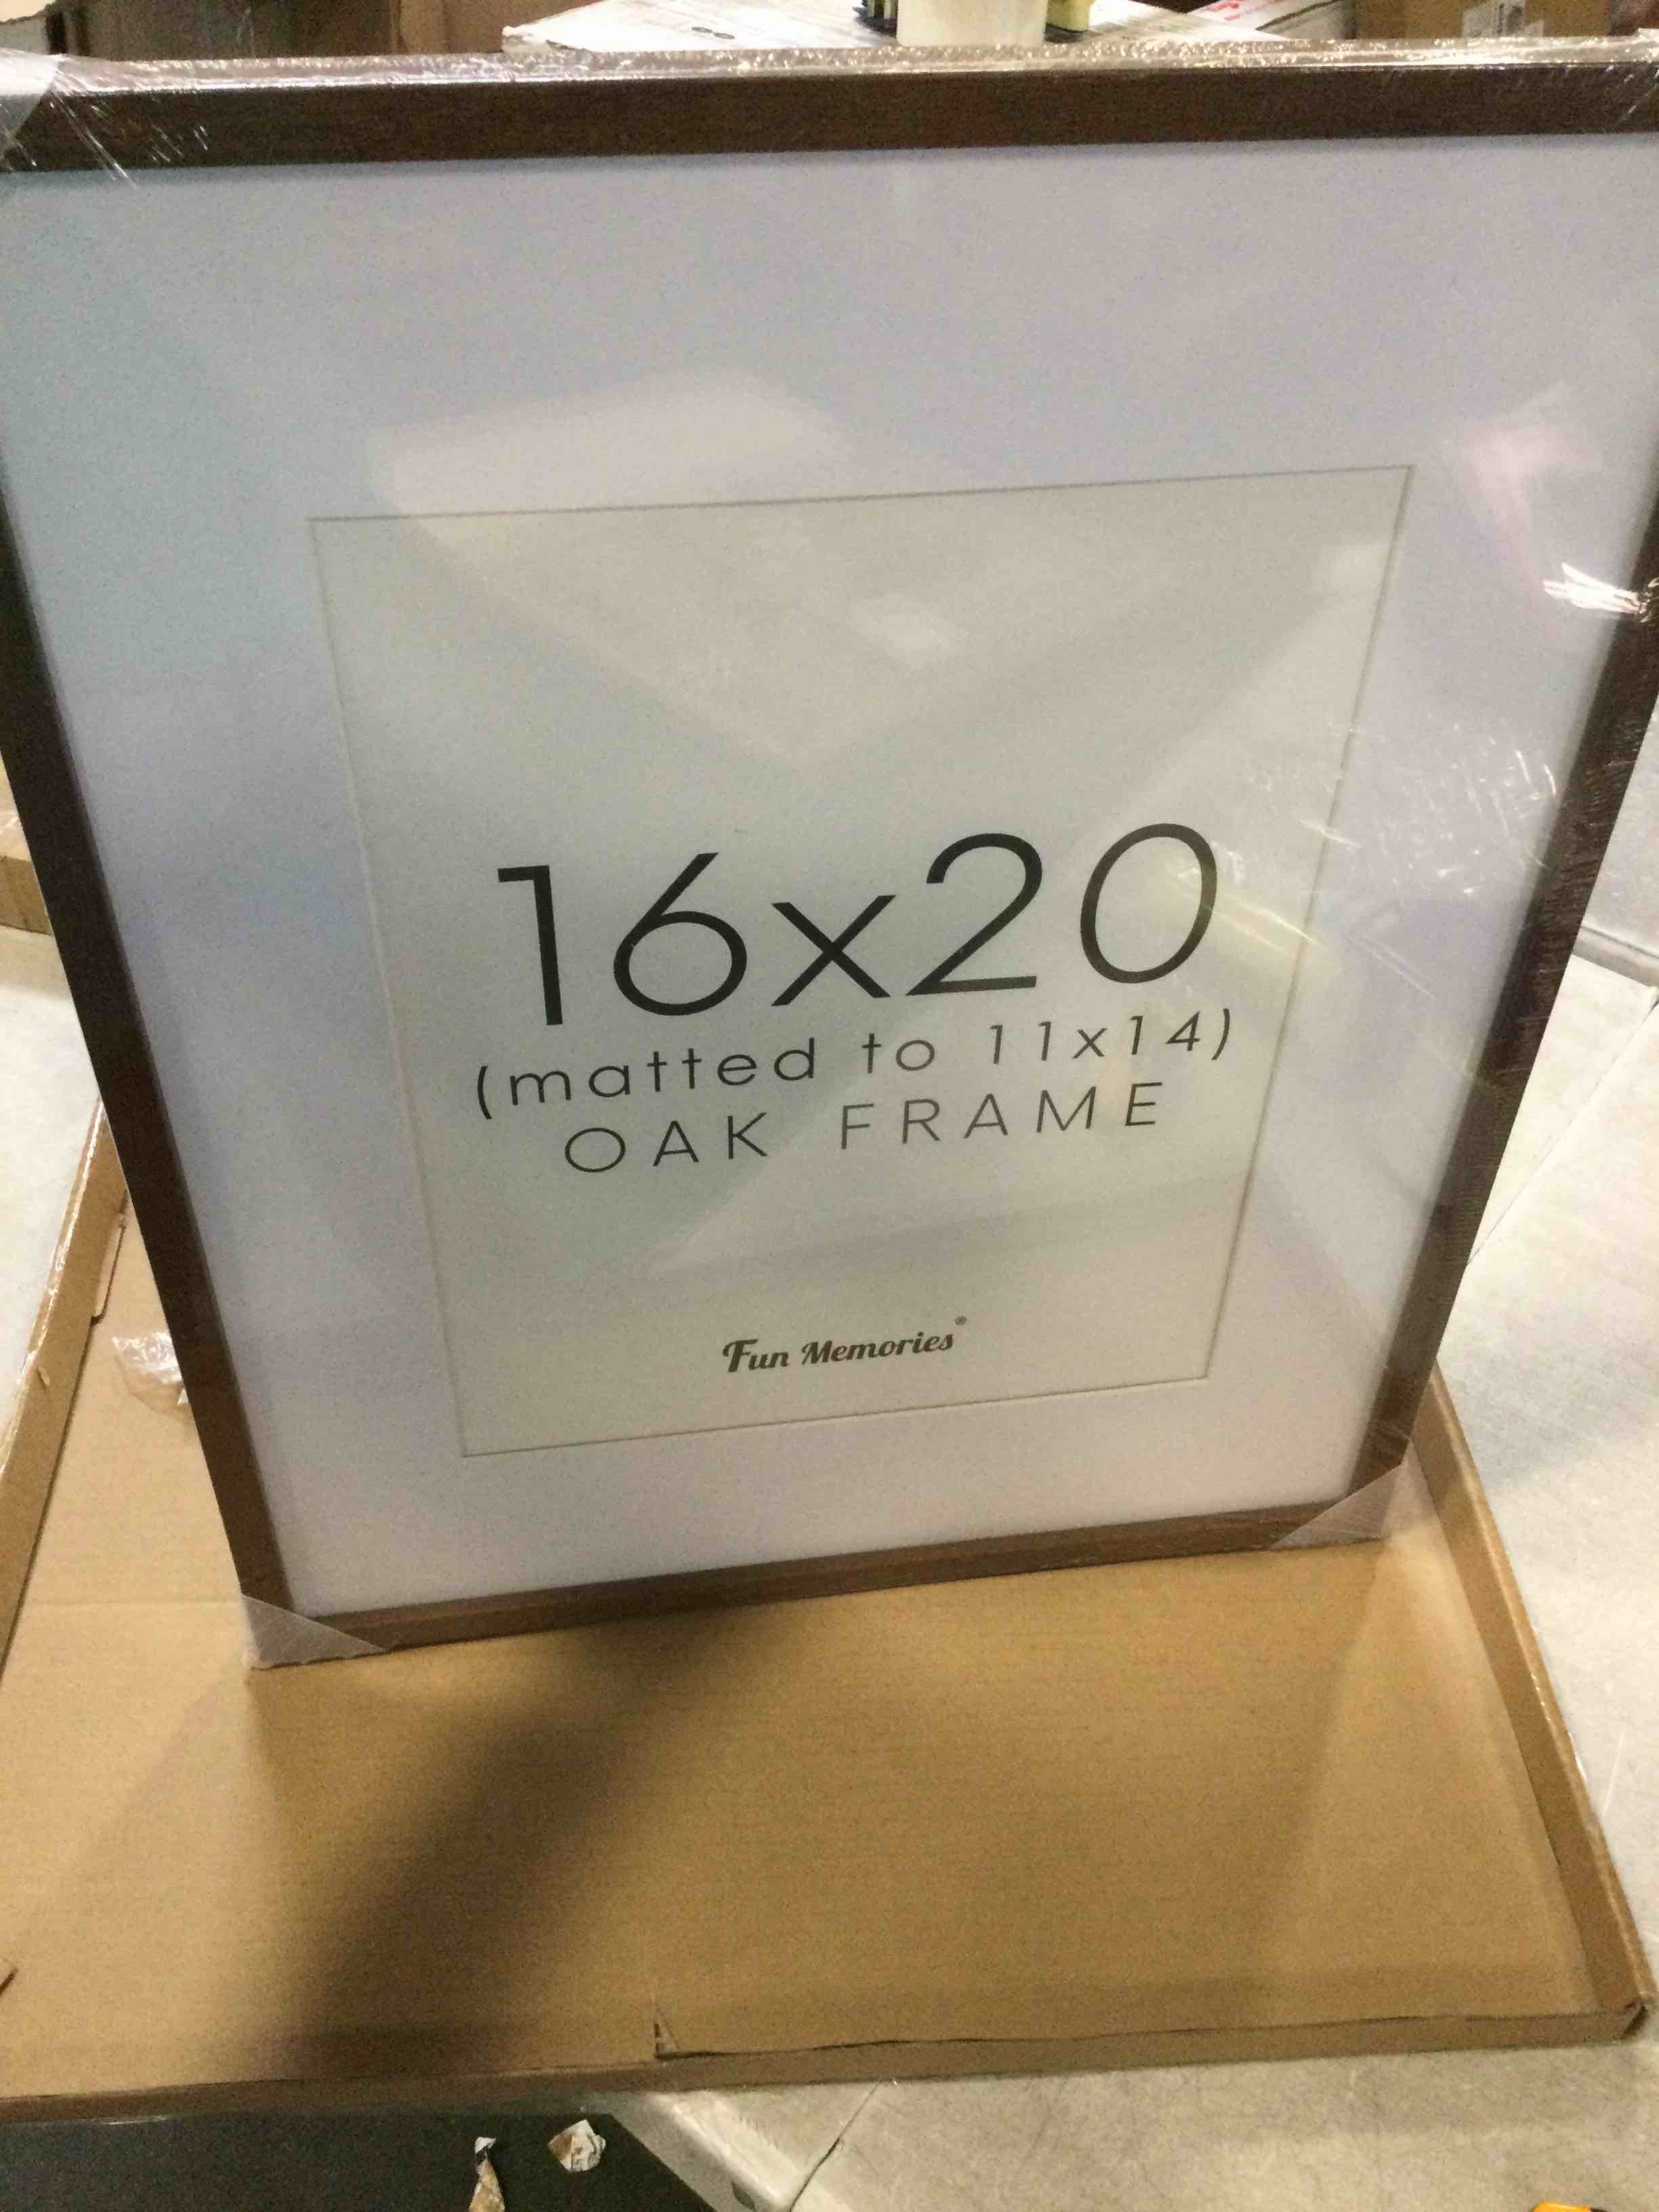 16x20
(matted to 11x14)
OAK FRAME
Fun Memories®